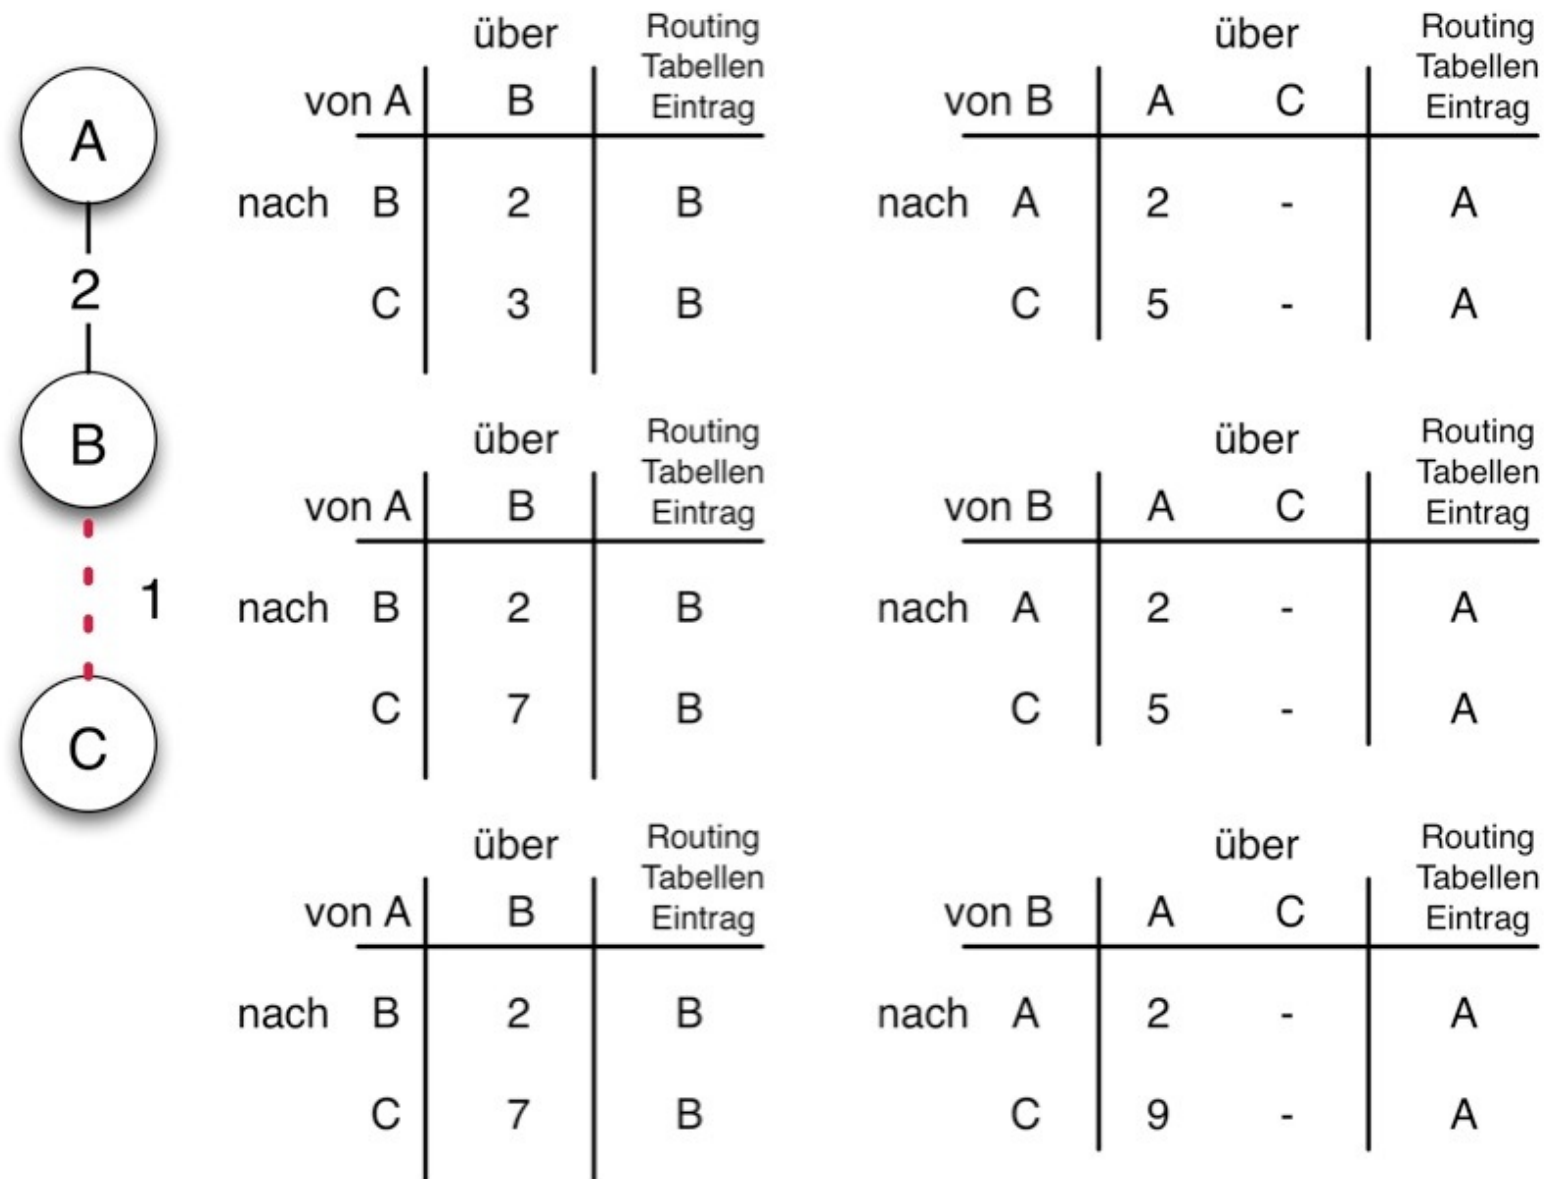 A
2
B
1
C
über Routing
Tabellen
von A B Eintrag
nach B 2 B
C 3 B
über Routing
Tabellen
von B A C Eintrag
nach A 2 - A
C 5 - A
über Routing
Tabellen
von A B Eintrag
nach B 2 B
C 7 B
über Routing
Tabellen
von B A C Eintrag
nach A 2 - A
C 5 - A
über Routing
Tabellen
von A B Eintrag
nach B 2 B
C 7 B
über Routing
Tabellen
von B A C Eintrag
nach A 2 - A
C 9 - A